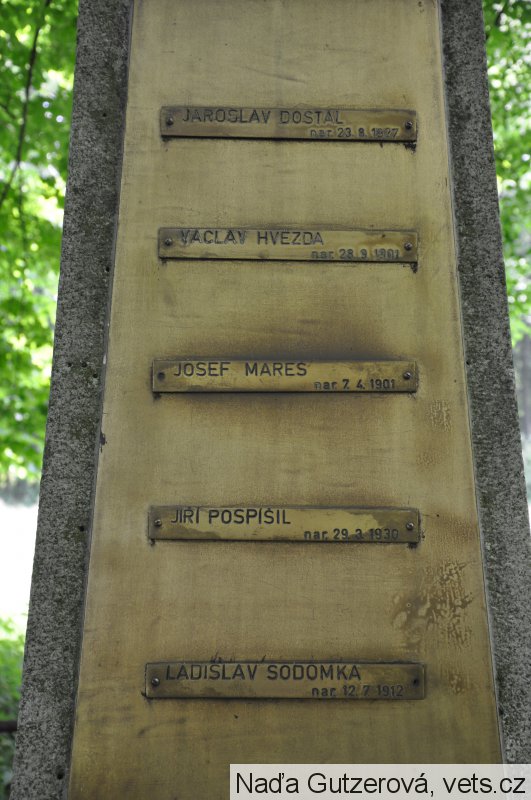 JAROSLAV DOSTÁL
nar. 23. 8. 1927
VÁCLAV HVĚZDA
nar. 28. 9. 1901
JOSEF MAREŠ
nar. 7. 4. 1901
JIŘÍ POSPÍŠIL
nar. 29. 3. 1930
LADISLAV SODOMKA
nar. 12. 7. 1912
Naďa Gutzerová, vets.cz